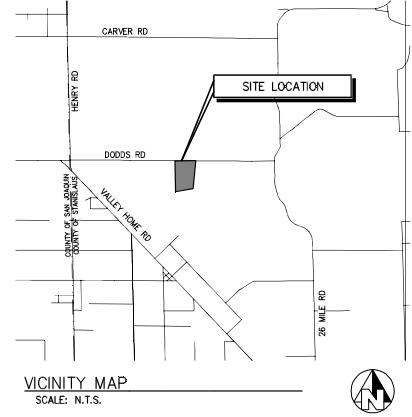 CARVER RD
HENRY RD
SITE LOCATION
DODDS RD
COUNTY OF SAN JOAQUIN
COUNTY OF STANISLAUS
VALLEY HOME RD
26 MILE RD
VICINITY MAP
SCALE: N.T.S.
N